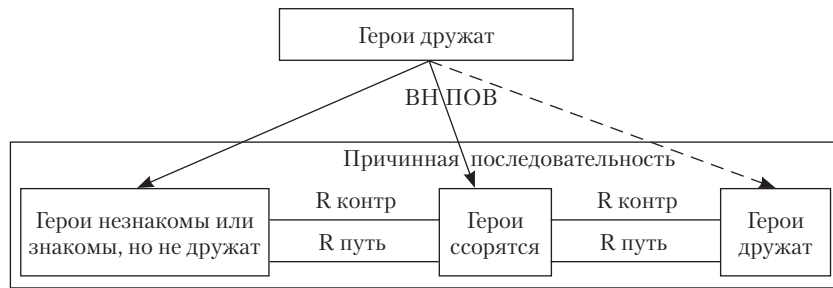 Герои дружат
ВН ПОВ
Причинная последовательность
Герои незнакомы или
знакомы, но не дружат
R контр
R путь
Герои
ссорятся
R контр
R путь
Герои
дружат